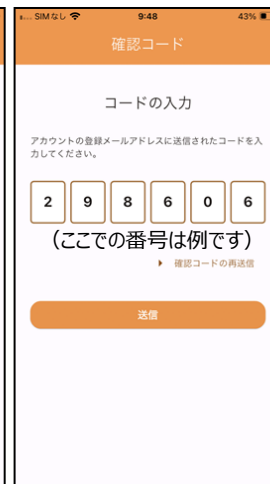 SIMなし 9:48 43%
確認コード
コードの入力
アカウントの登録メールアドレスに送信されたコードを入
力してください。
2 9 8 6 0 6
（ここでの番号は例です）
確認コードの再送信
送信